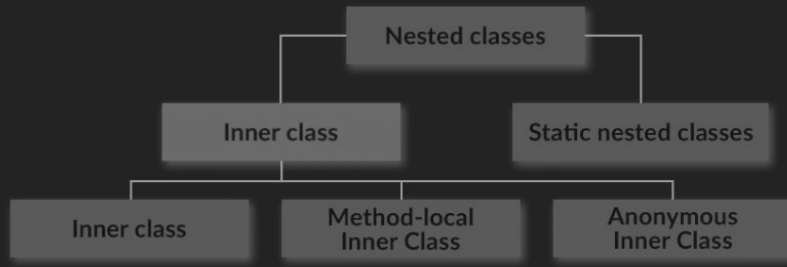 Nested classes
Inner class
Static nested classes
Inner class
Method-local
Inner Class
Anonymous
Inner Class